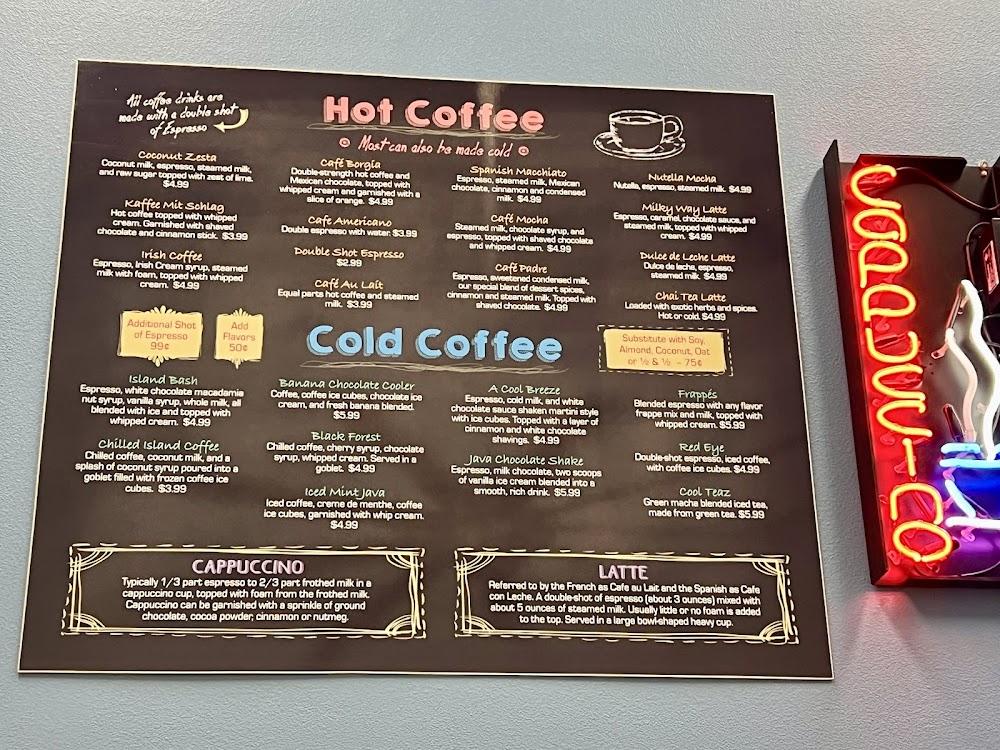 All coffee drinks are
made with a double shot
of Espresso
Hot Coffee
Most can also be made cold
Coconut Zesta
Coconut milk, espresso, steamed milk,
and raw sugar topped with zest of lime.
$4.99
Kaffee Mit Schlag
Hot coffee topped with whipped
cream. Garnished with shaved
chocolate and cinnamon stick. $3.99
Irish Coffee
Espresso, Irish Cream syrup, steamed
milk with foam, topped with whipped
cream. $4.99
Café Borgia
Double-strength hot coffee and
Mexican chocolate, topped with
whipped cream and garnished with a
slice of orange. $4.99
Cafe Americano
Double espresso with water. $3.99
Double Shot Espresso
$2.99
Café Au Lait
Equal parts hot coffee and steamed
milk. $3.99
Spanish Macchiato
Espresso, steamed milk, Mexican
chocolate, cinnamon and condensed
milk. $4.99
Café Mocha
Steamed milk, chocolate syrup, and
espresso, topped with shaved chocolate
and whipped cream. $4.99
Café Padre
Espresso, sweetened condensed milk,
our special blend of dessert spices,
cinnamon and steamed milk. Topped with
shaved chocolate. $4.99
Nutella Mocha
Nutella, espresso, steamed milk. $4.99
Milky Way Latte
Espresso, caramel, chocolate sauce, and
steamed milk, topped with whipped
cream. $4.99
Dulce de Leche Latte
Dulce de leche, espresso,
steamed milk. $4.99
Chai Tea Latte
Loaded with exotic herbs and spices.
Hot or cold. $4.99
Additional Shot
of Espresso
99¢
Add
Flavors
50¢
Cold Coffee
Substitute with Soy,
Almond, Coconut, Oat
or ½ & ½ - 75¢
Island Bash
Espresso, white chocolate macadamia
nut syrup, vanilla syrup, whole milk, all
blended with ice and topped with
whipped cream. $4.99
Chilled Island Coffee
Chilled coffee, coconut milk, and a
splash of coconut syrup poured into a
goblet filled with frozen coffee ice
cubes. $3.99
Banana Chocolate Cooler
Coffee, coffee ice cubes, chocolate ice
cream, and fresh banana blended.
$5.99
Black Forest
Chilled coffee, cherry syrup, chocolate
syrup, whipped cream. Served in a
goblet. $4.99
Iced Mint Java
Iced coffee, creme de menthe, coffee
ice cubes, garnished with whip cream.
$4.99
A Cool Breeze
Espresso, cold milk, and white
chocolate sauce shaken martini style
with ice cubes. Topped with a layer of
cinnamon and white chocolate
shavings. $4.99
Java Chocolate Shake
Espresso, milk chocolate, two scoops
of vanilla ice cream blended into a
smooth, rich drink. $5.99
Frappés
Blended espresso with any flavor
frappe mix and milk, topped with
whipped cream. $5.99
Red Eye
Double-shot espresso, iced coffee,
with coffee ice cubes. $4.99
Cool Teaz
Green macha blended iced tea,
made from green tea. $5.99
CAPPUCCINO
Typically 1/3 part espresso to 2/3 part frothed milk in a
cappuccino cup, topped with foam from the frothed milk.
Cappuccino can be garnished with a sprinkle of ground
chocolate, cocoa powder, cinnamon or nutmeg.
LATTE
Referred to by the French as Cafe au Lait and the Spanish as Cafe
con Leche. A double-shot of espresso (about 3 ounces) mixed with
about 5 ounces of steamed milk. Usually little or no foam is added
to the top. Served in a large bowl-shaped heavy cup.